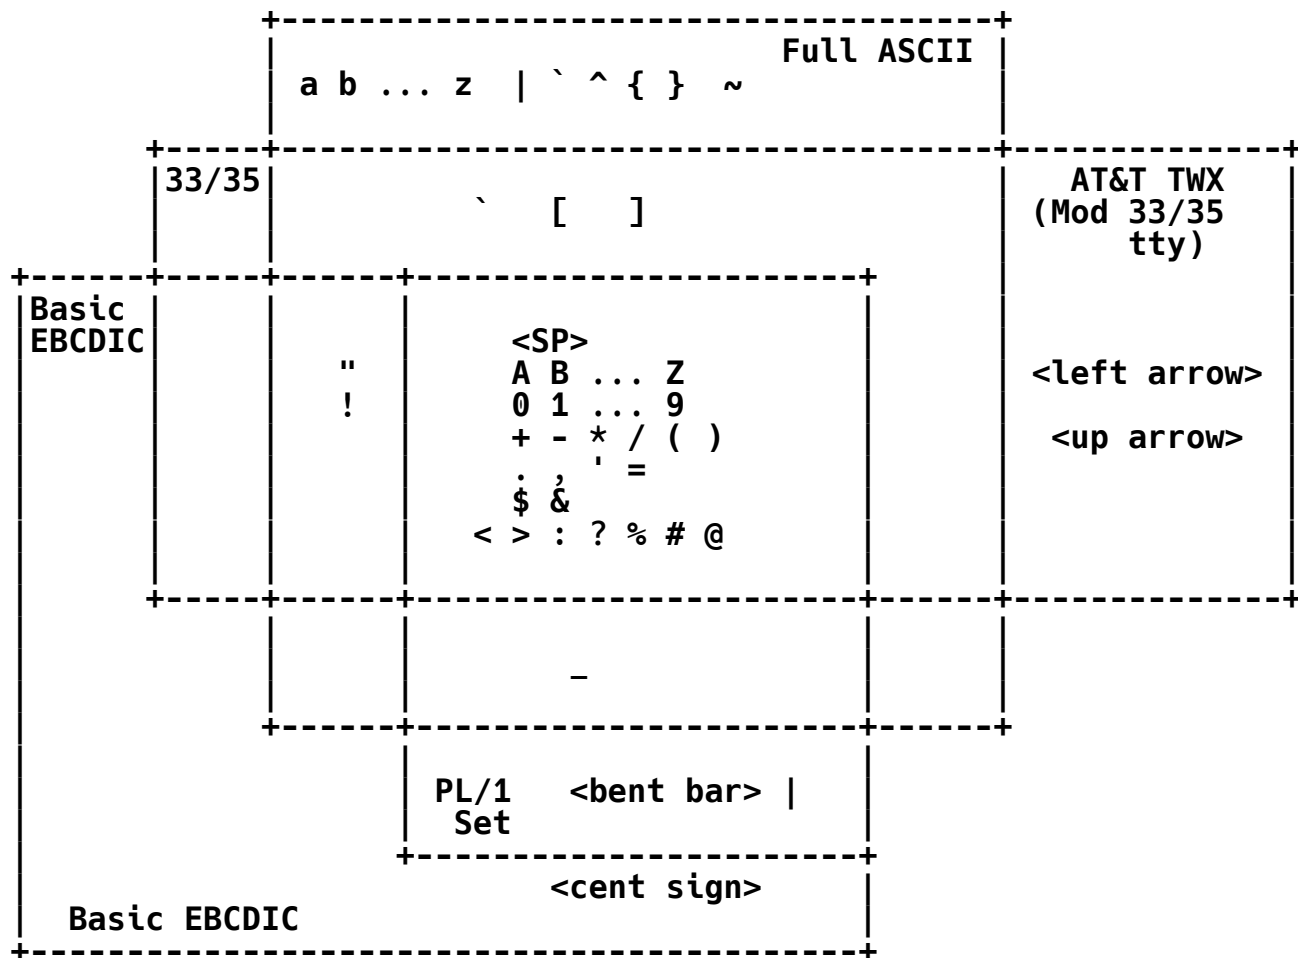 Full ASCII
a b ... z | ` ^ { } ~
33/35 AT&T TWX
` [ ] (Mod 33/35
tty)
Basic
EBCDIC <SP>
" A B ... Z <left arrow>
! 0 1 ... 9
+ - * / ( ) <up arrow>
. , ' =
$ &
< > : ? % # @
_
PL/1 <bent bar> |
Set
<cent sign>
Basic EBCDIC